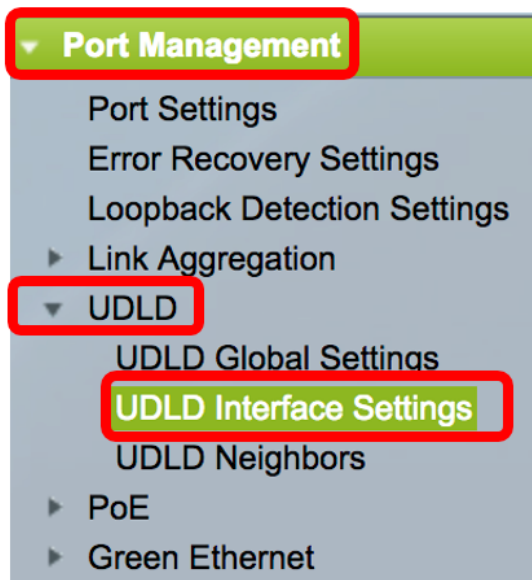 Port Management
Port Settings
Error Recovery Settings
Loopback Detection Settings
Link Aggregation
UDLD
UDLD Global Settings
UDLD Interface Settings
UDLD Neighbors
PoE
Green Ethernet